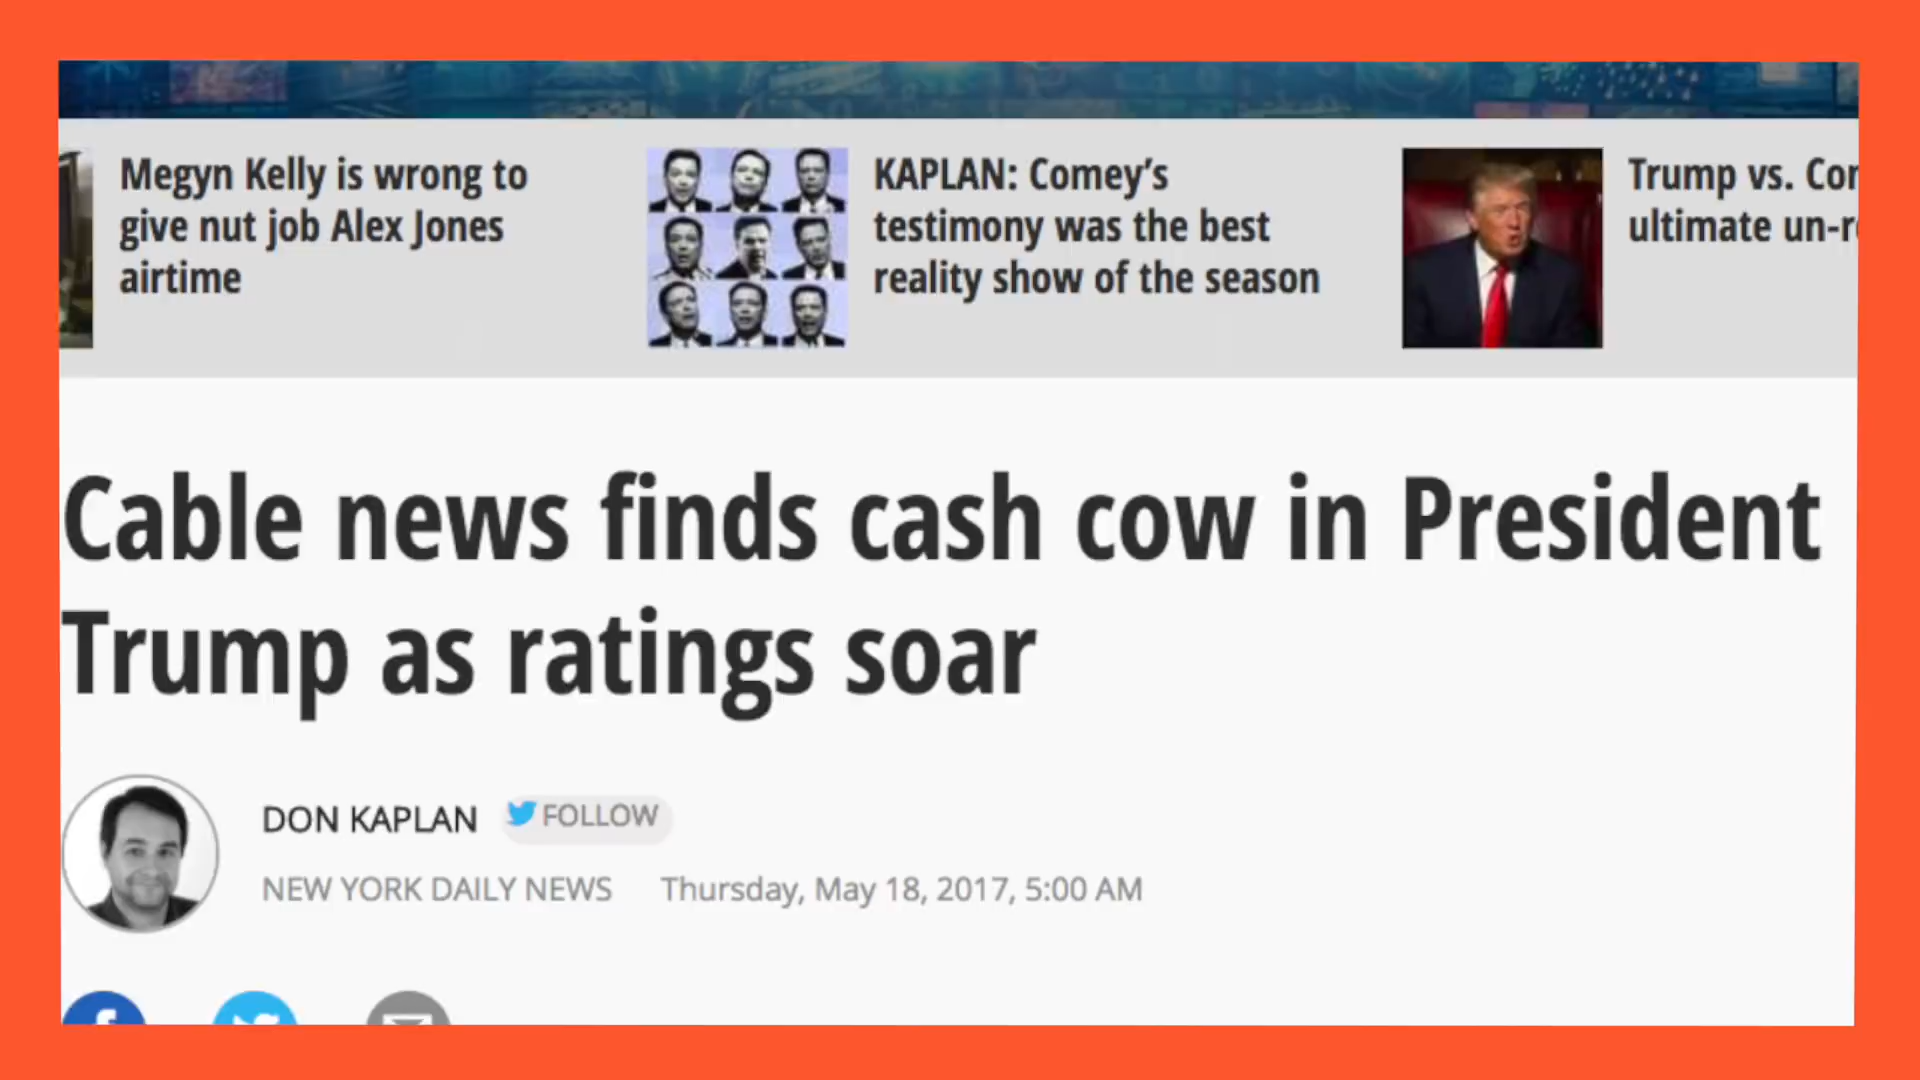 Megyn Kelly is wrong to
give nut job Alex Jones
airtime
KAPLAN: Comey's
testimony was the best
reality show of the season
Trump vs.
ultimate
Cable news finds cash cow in President
Trump as ratings soar
DON KAPLAN FOLLOW
NEW YORK DAILY NEWS Thursday, May 18, 2017, 5:00 AM